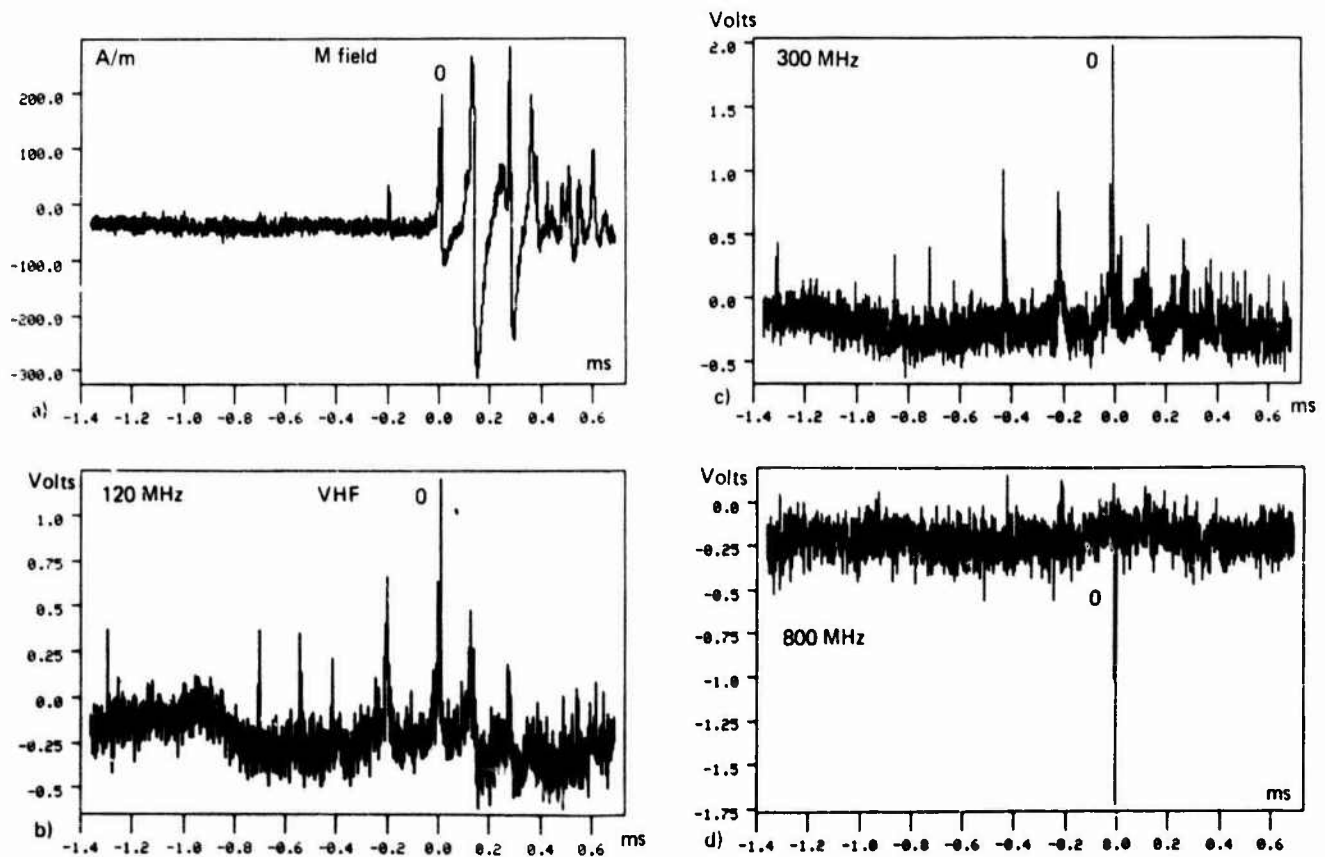 A/m M field
0
200.0
100.0
0.0
-100.0
-200.0
-300.0
ms
a)
-1.4 -1.2 -1.0 -0.8 -0.6 -0.4 -0.2 0.0 0.2 0.4 0.6
Volts
120 MHz VHF 0
1.0
0.75
0.5
0.25
0.0
-0.25
-0.5
b)
ms
-1.4 -1.2 -1.0 -0.8 -0.6 -0.4 -0.2 0.0 0.2 0.4 0.6
Volts
2.0
300 MHz 0
1.5
1.0
0.5
0.0
-0.5
c)
-1.4 -1.2 -1.0 -0.8 -0.6 -0.4 -0.2 0.0 0.2 0.4 0.6 ms
Volts
0.0
-0.25
-0.5
0
-0.75
800 MHz
-1.0
-1.25
-1.5
ms
-1.75
d)
-1.4 -1.2 -1.0 -0.8 -0.6 -0.4 -0.2 0.0 0.2 0.4 0.6